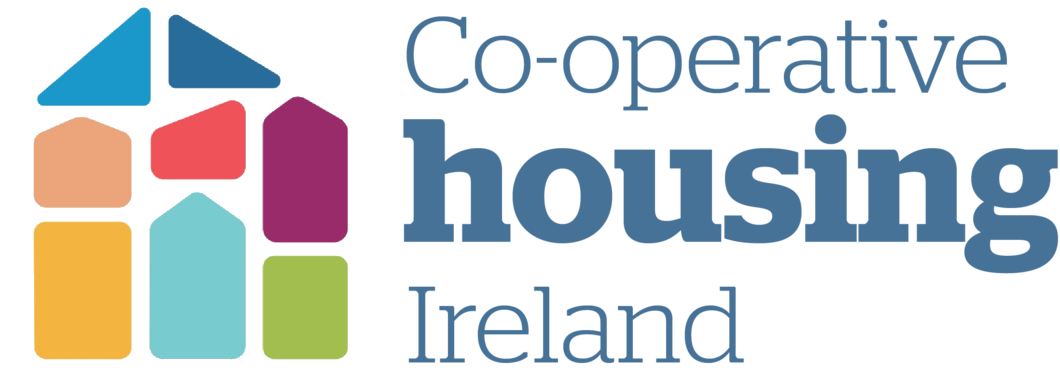 Co-operative
housing
Ireland